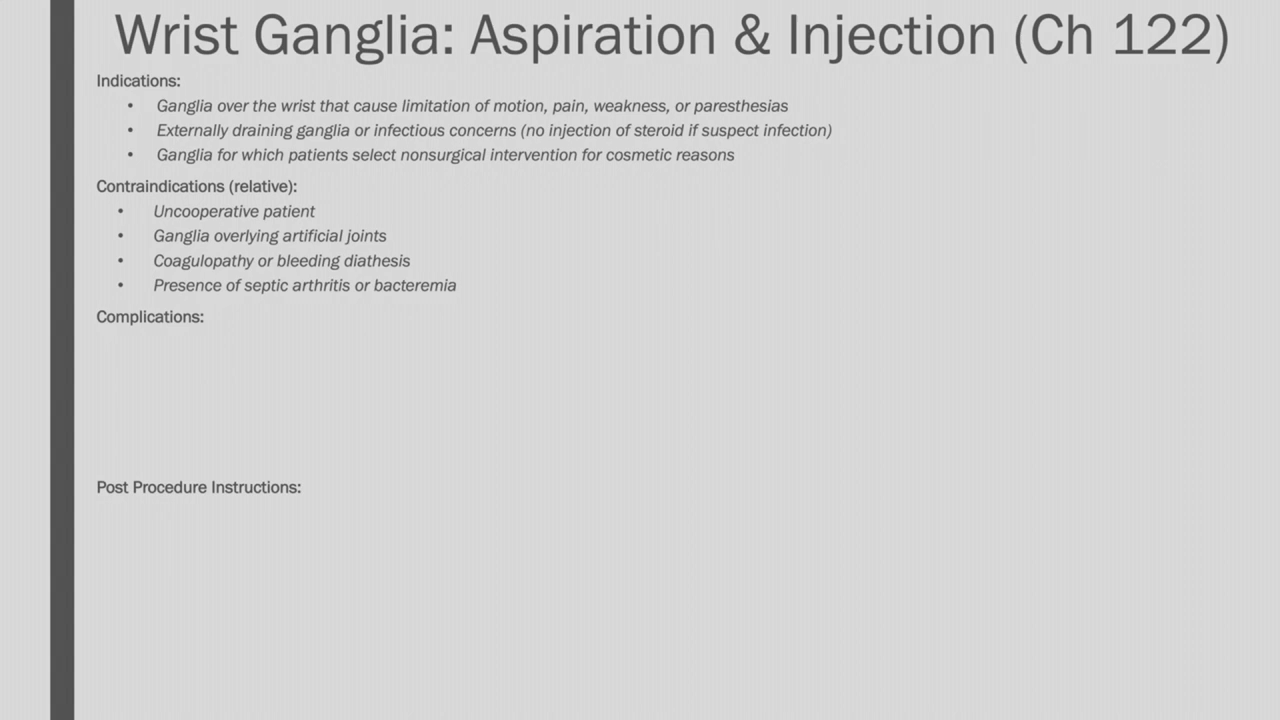 Wrist Ganglia: Aspiration & Injection (Ch 122)
Indications:
• Ganglia over the wrist that cause limitation of motion, pain, weakness, or paresthesias
• Externally draining ganglia or infectious concerns (no injection of steroid if suspect infection)
• Ganglia for which patients select nonsurgical intervention for cosmetic reasons
Contraindications (relative):
• Uncooperative patient
• Ganglia overlying artificial joints
• Coagulopathy or bleeding diathesis
• Presence of septic arthritis or bacteremia
Complications:
Post Procedure Instructions: